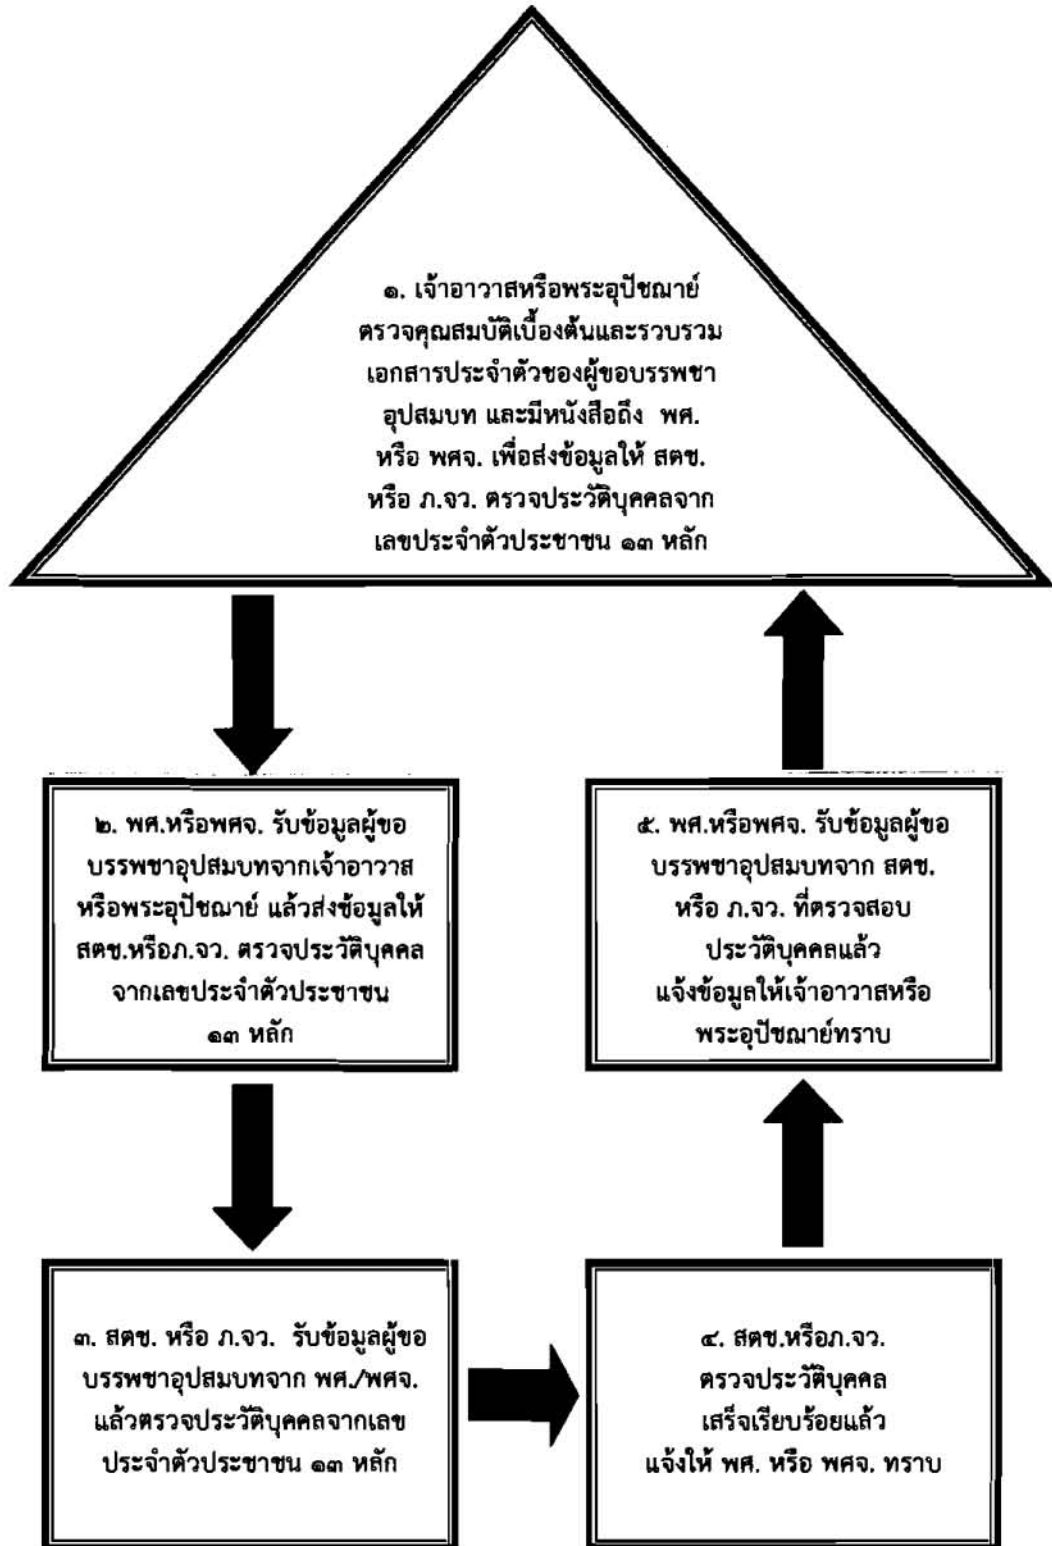 ๑. เจ้าอาวาสหรือพระอุปัชฌาย์
ตรวจคุณสมบัติเบื้องต้นและรวบรวม
เอกสารประจำตัวของผู้ขอบรรพชา
อุปสมบท และมีหนังสือถึง พศ.
หรือ พศจ. เพื่อส่งข้อมูลให้ สตช.
หรือ ภ.จว. ตรวจประวัติบุคคลจาก
เลขประจำตัวประชาชน ๑๓ หลัก
๒. พศ.หรือพศจ. รับข้อมูลผู้ขอ
บรรพชาอุปสมบทจากเจ้าอาวาส
หรือพระอุปัชฌาย์ แล้วส่งข้อมูลให้
สตช.หรือภ.จว. ตรวจประวัติบุคคล
จากเลขประจำตัวประชาชน
๑๓ หลัก
๓. สตช. หรือ ภ.จว. รับข้อมูลผู้ขอ
บรรพชาอุปสมบทจาก พศ./พศจ.
แล้วตรวจประวัติบุคคลจากเลข
ประจำตัวประชาชน ๑๓ หลัก
๔. สตช.หรือภ.จว.
ตรวจประวัติบุคคล
เสร็จเรียบร้อยแล้ว
แจ้งให้ พศ. หรือ พศจ. ทราบ
๕. พศ.หรือพศจ. รับข้อมูลผู้ขอ
บรรพชาอุปสมบทจาก สตช.
หรือ ภ.จว. ที่ตรวจสอบ
ประวัติบุคคลแล้ว
แจ้งข้อมูลให้เจ้าอาวาสหรือ
พระอุปัชฌาย์ทราบ